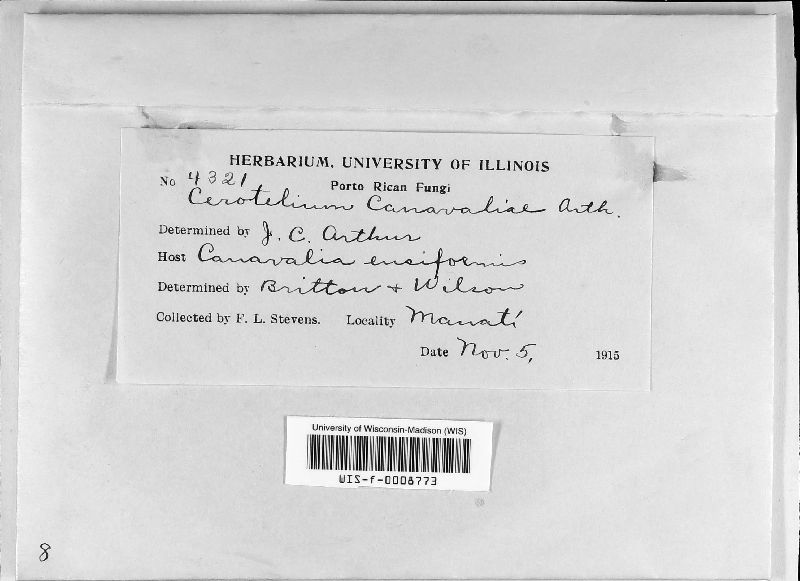 HERBARIUM, UNIVERSITY OF ILLINOIS
No 4321 Porto Rican Fungi
Cerotelium Canavaliae Arth.
Determined by J. C. Arthur
Host Canavalia ensiformis
Determined by Britton + Wilson
Collected by F. L. Stevens. Locality Manatí
Date Nov. 5, 1915
University of Wisconsin-Madison (WIS)
WIS-f-0008773
8